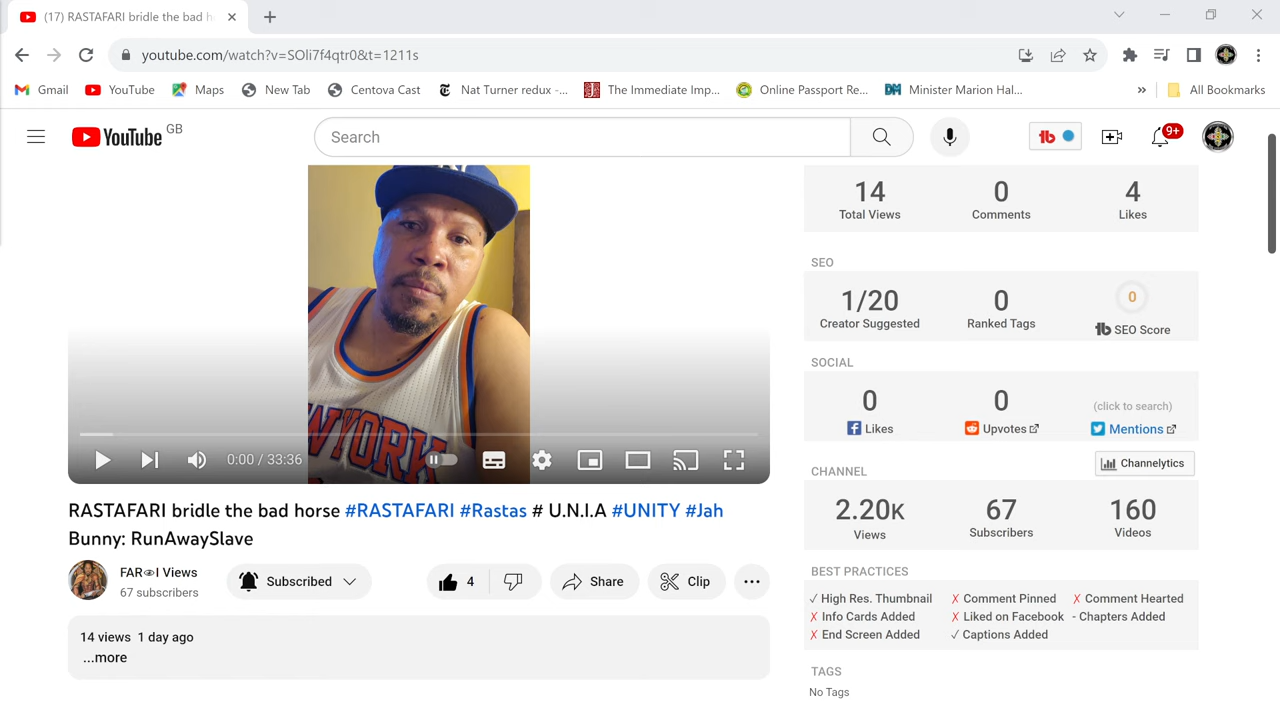 (17) RASTAFARI bridle the bad h
youtube.com/watch?v=SOli7f4qtr0&t=1211s
Gmail YouTube Maps New Tab Centova Cast Nat Turner redux -... The Immediate Imp... Online Passport Re... Minister Marion Hal... » All Bookmarks
YouTube GB Search tb 9+
14 0 4
Total Views Comments Likes
SEO
1/20 0 0
Creator Suggested Ranked Tags tb SEO Score
SOCIAL
0 0 (click to search)
Likes Upvotes Mentions
CHANNEL Channelytics
2.20K 67 160
Views Subscribers Videos
BEST PRACTICES
✓ High Res. Thumbnail ✗ Comment Pinned ✗ Comment Hearted
✗ Info Cards Added ✗ Liked on Facebook - Chapters Added
✗ End Screen Added ✓ Captions Added
TAGS
No Tags
YORK
0:00 / 33:36
RASTAFARI bridle the bad horse #RASTAFARI #Rastas # U.N.I.A #UNITY #Jah
Bunny: RunAwaySlave
FAR👁I Views
67 subscribers
Subscribed
4 Share Clip ...
14 views 1 day ago
...more